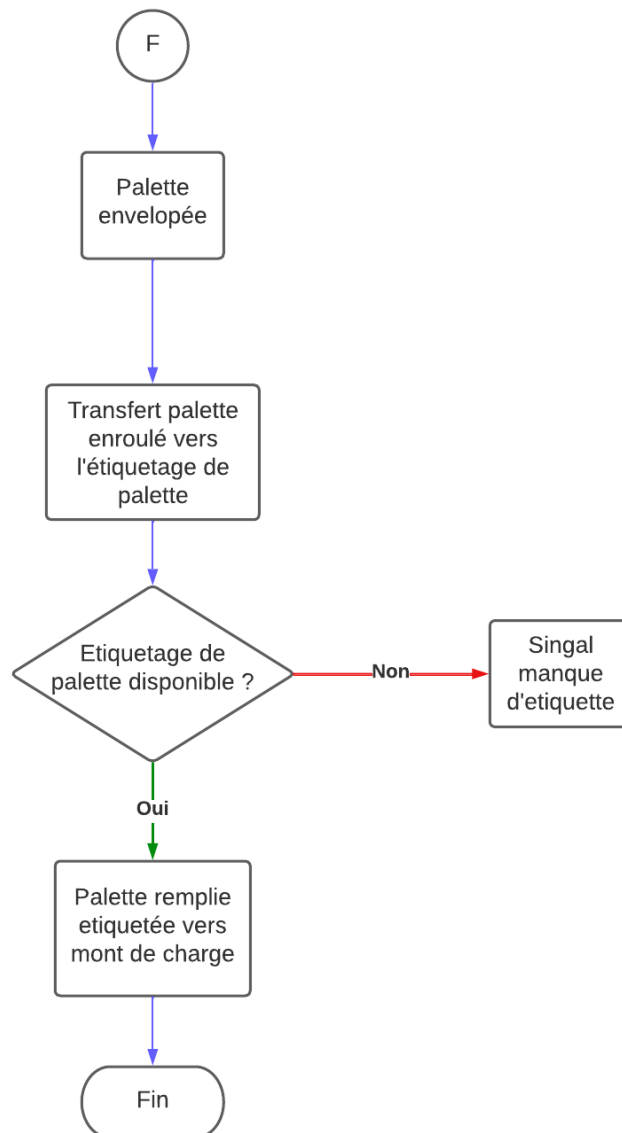 F
Palette
envelopée
Transfert palette
enroulé vers
l'étiquetage de
palette
Etiquetage de
palette disponible ?
Non
Singal
manque
d'etiquette
Oui
Palette remplie
etiquetée vers
mont de charge
Fin